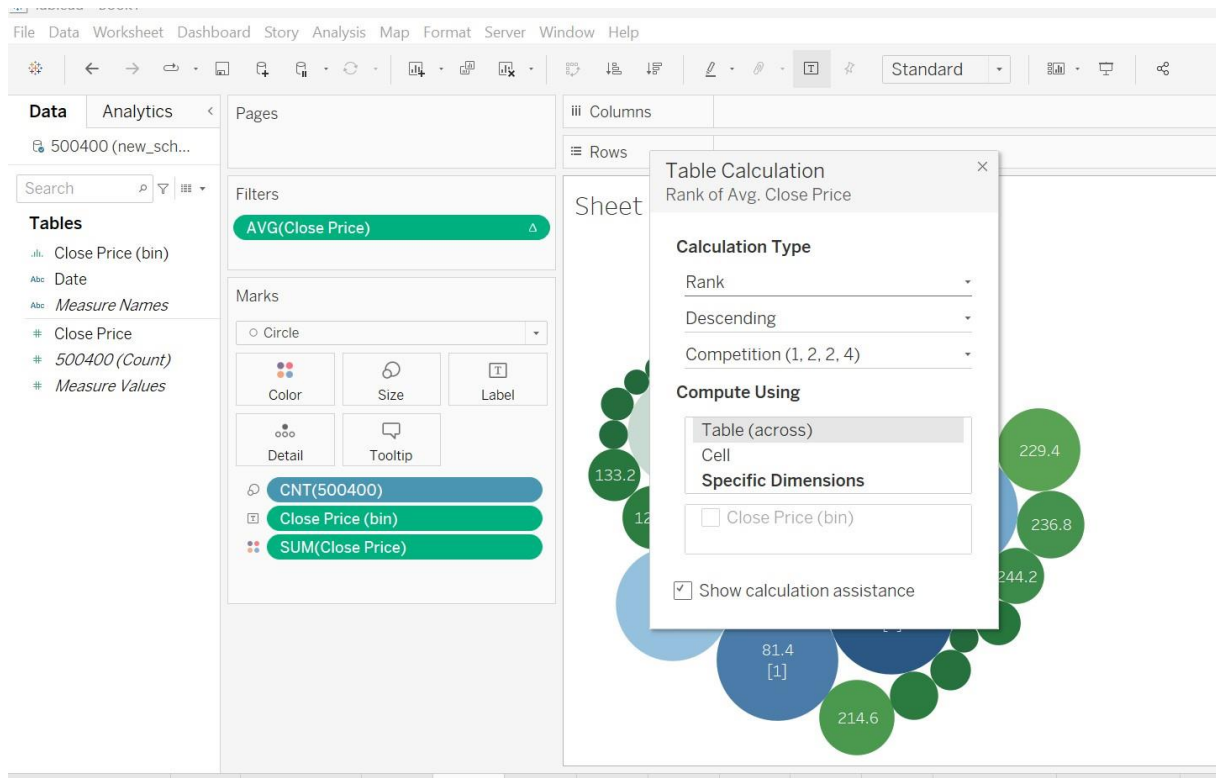 File Data Worksheet Dashboard Story Analysis Map Format Server Window Help
Standard
Data Analytics
500400 (new_sch...
Search
Tables
Close Price (bin)
Abc Date
Abc Measure Names
# Close Price
# 500400 (Count)
# Measure Values
Pages
Filters
AVG(Close Price) Δ
Marks
Circle
Color Size Label
Detail Tooltip
CNT(500400)
Close Price (bin)
SUM(Close Price)
Columns
Rows
Sheet
Table Calculation
Rank of Avg. Close Price
Calculation Type
Rank
Descending
Competition (1, 2, 2, 4)
Compute Using
Table (across)
Cell
Specific Dimensions
Close Price (bin)
Show calculation assistance
229.4
133.2
236.8
244.2
81.4
[1]
214.6